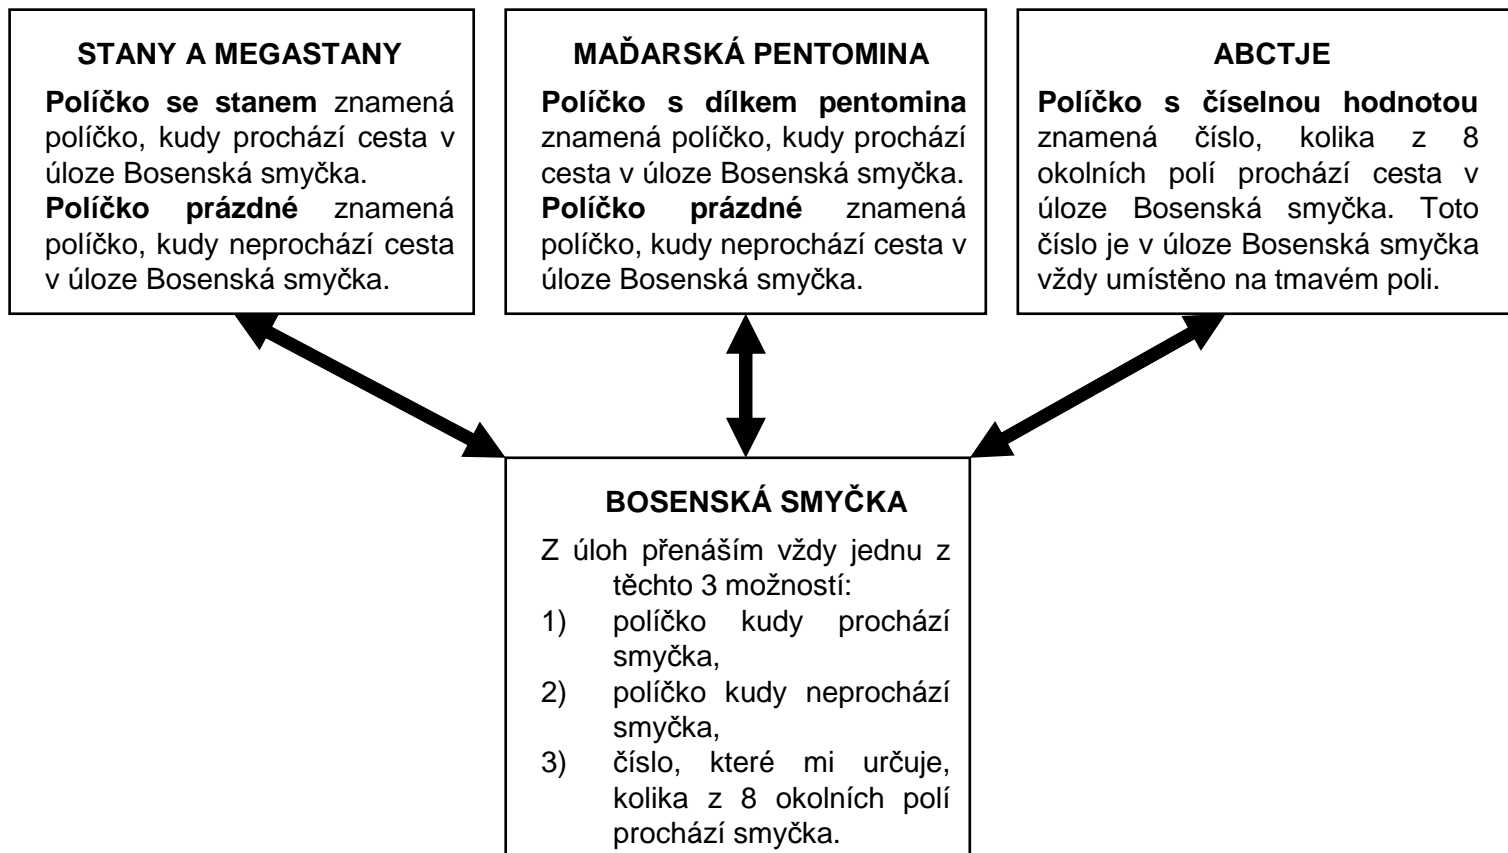 STANY A MEGASTANY
Políčko se stanem znamená
políčko, kudy prochází cesta v
úloze Bosenská smyčka.
Políčko prázdné znamená
políčko, kudy neprochází cesta
v úloze Bosenská smyčka.
MAĎARSKÁ PENTOMINA
Políčko s dílkem pentomina
znamená políčko, kudy prochází
cesta v úloze Bosenská smyčka.
Políčko prázdné znamená
políčko, kudy neprochází cesta v
úloze Bosenská smyčka.
ABCTJE
Políčko s číselnou hodnotou
znamená číslo, kolika z 8
okolních polí prochází cesta v
úloze Bosenská smyčka. Toto
číslo je v úloze Bosenská smyčka
vždy umístěno na tmavém poli.
BOSENSKÁ SMYČKA
Z úloh přenáším vždy jednu z
těchto 3 možností:
1) políčko kudy prochází
smyčka,
2) políčko kudy neprochází
smyčka,
3) číslo, které mi určuje,
kolika z 8 okolních polí
prochází smyčka.